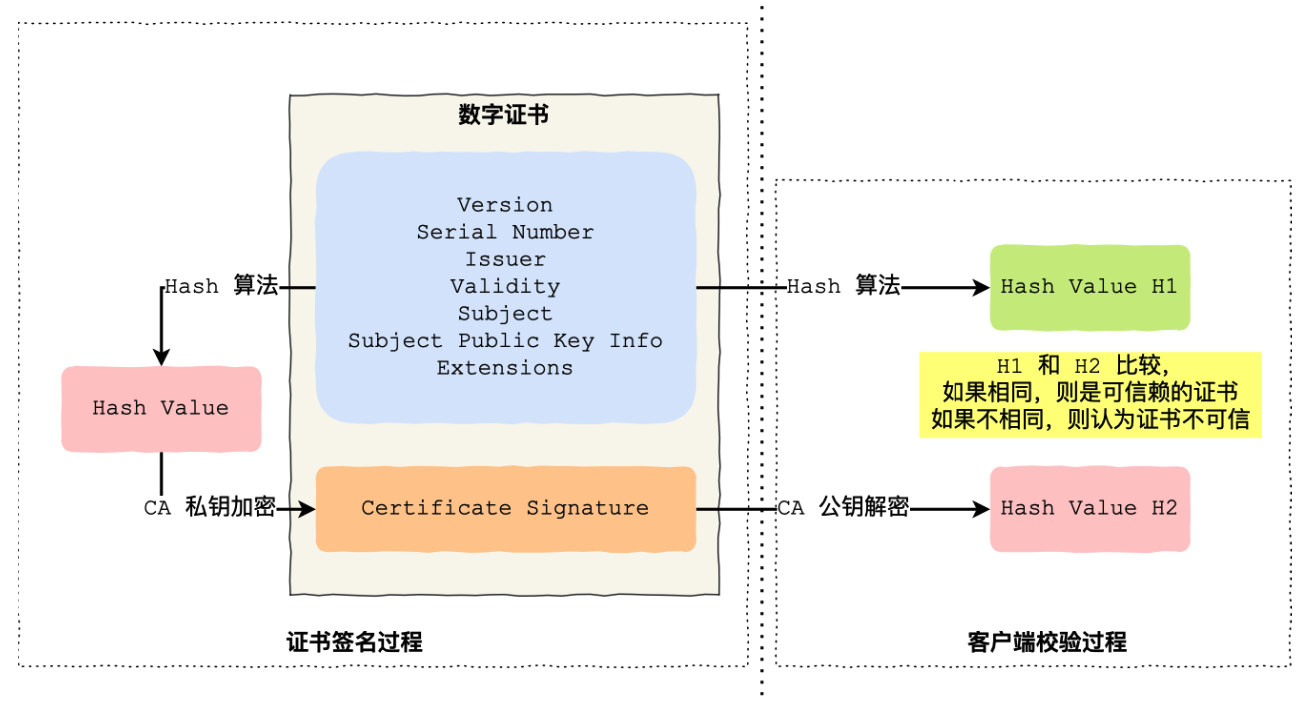 数字证书
Version
Serial Number
Issuer
Validity
Subject
Subject Public Key Info
Extensions
Hash 算法
Hash Value
CA 私钥加密
Certificate Signature
证书签名过程
Hash 算法
Hash Value H1
H1 和 H2 比较，
如果相同，则是可信赖的证书
如果不相同，则认为证书不可信
CA 公钥解密
Hash Value H2
客户端校验过程